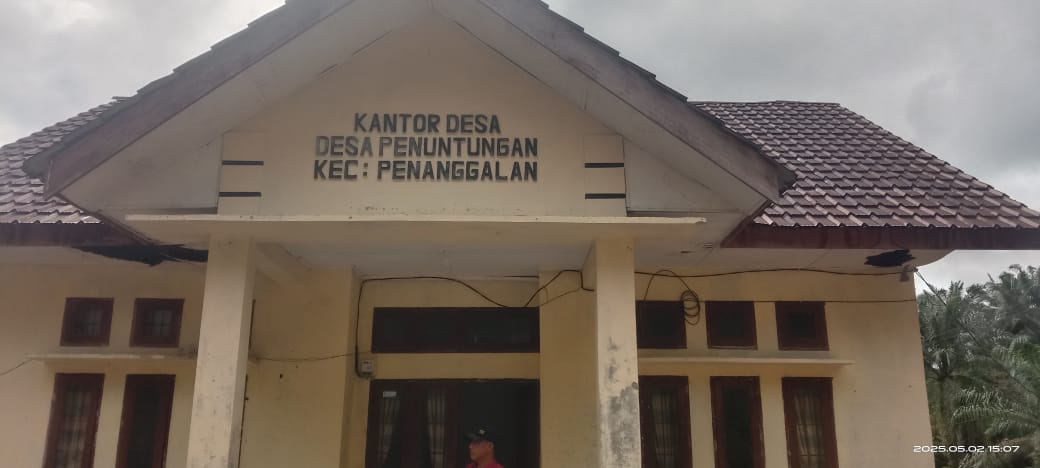 KANTOR DESA
DESA PENUNTUNGAN
KEC : PENANGGALAN
2025.05.02 15:07